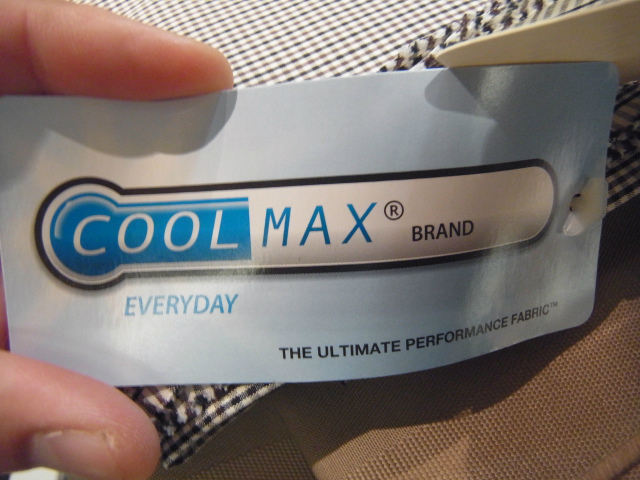 COOLMAX® BRAND
EVERYDAY
THE ULTIMATE PERFORMANCE FABRIC™